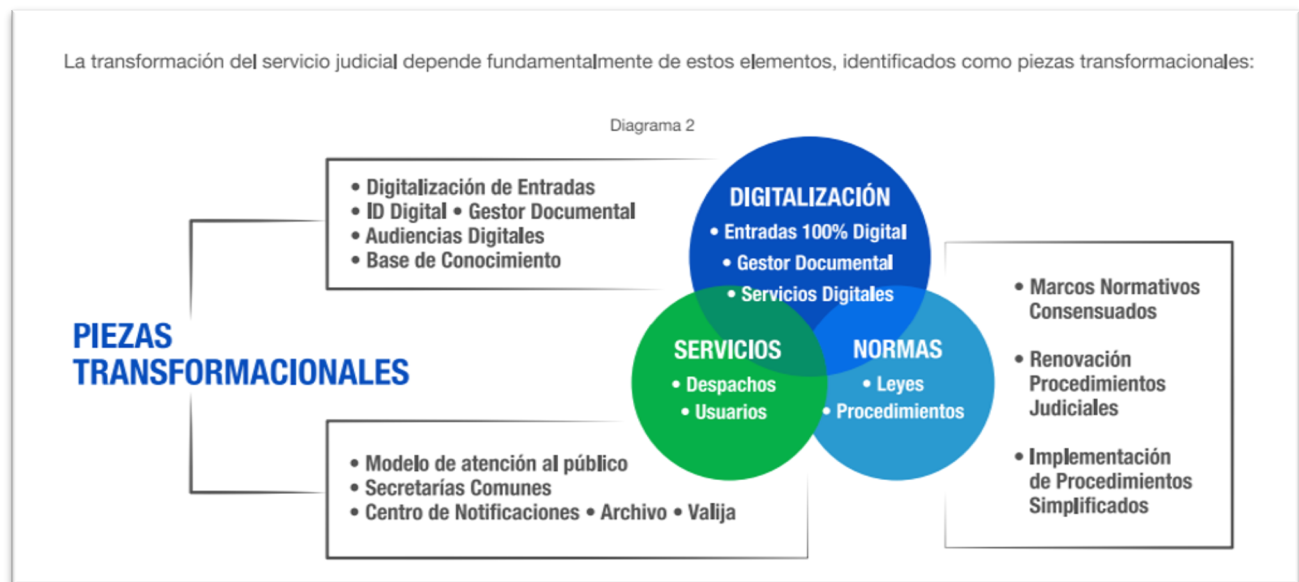 La transformación del servicio judicial depende fundamentalmente de estos elementos, identificados como piezas transformacionales:
Diagrama 2
• Digitalización de Entradas
• ID Digital • Gestor Documental
• Audiencias Digitales
• Base de Conocimiento
DIGITALIZACIÓN
• Entradas 100% Digital
• Gestor Documental
• Servicios Digitales
PIEZAS
TRANSFORMACIONALES
SERVICIOS
• Despachos
• Usuarios
NORMAS
• Leyes
• Procedimientos
• Marcos Normativos
Consensuados
• Renovación
Procedimientos
Judiciales
• Implementación
de Procedimientos
Simplificados
• Modelo de atención al público
• Secretarías Comunes
• Centro de Notificaciones • Archivo • Valija